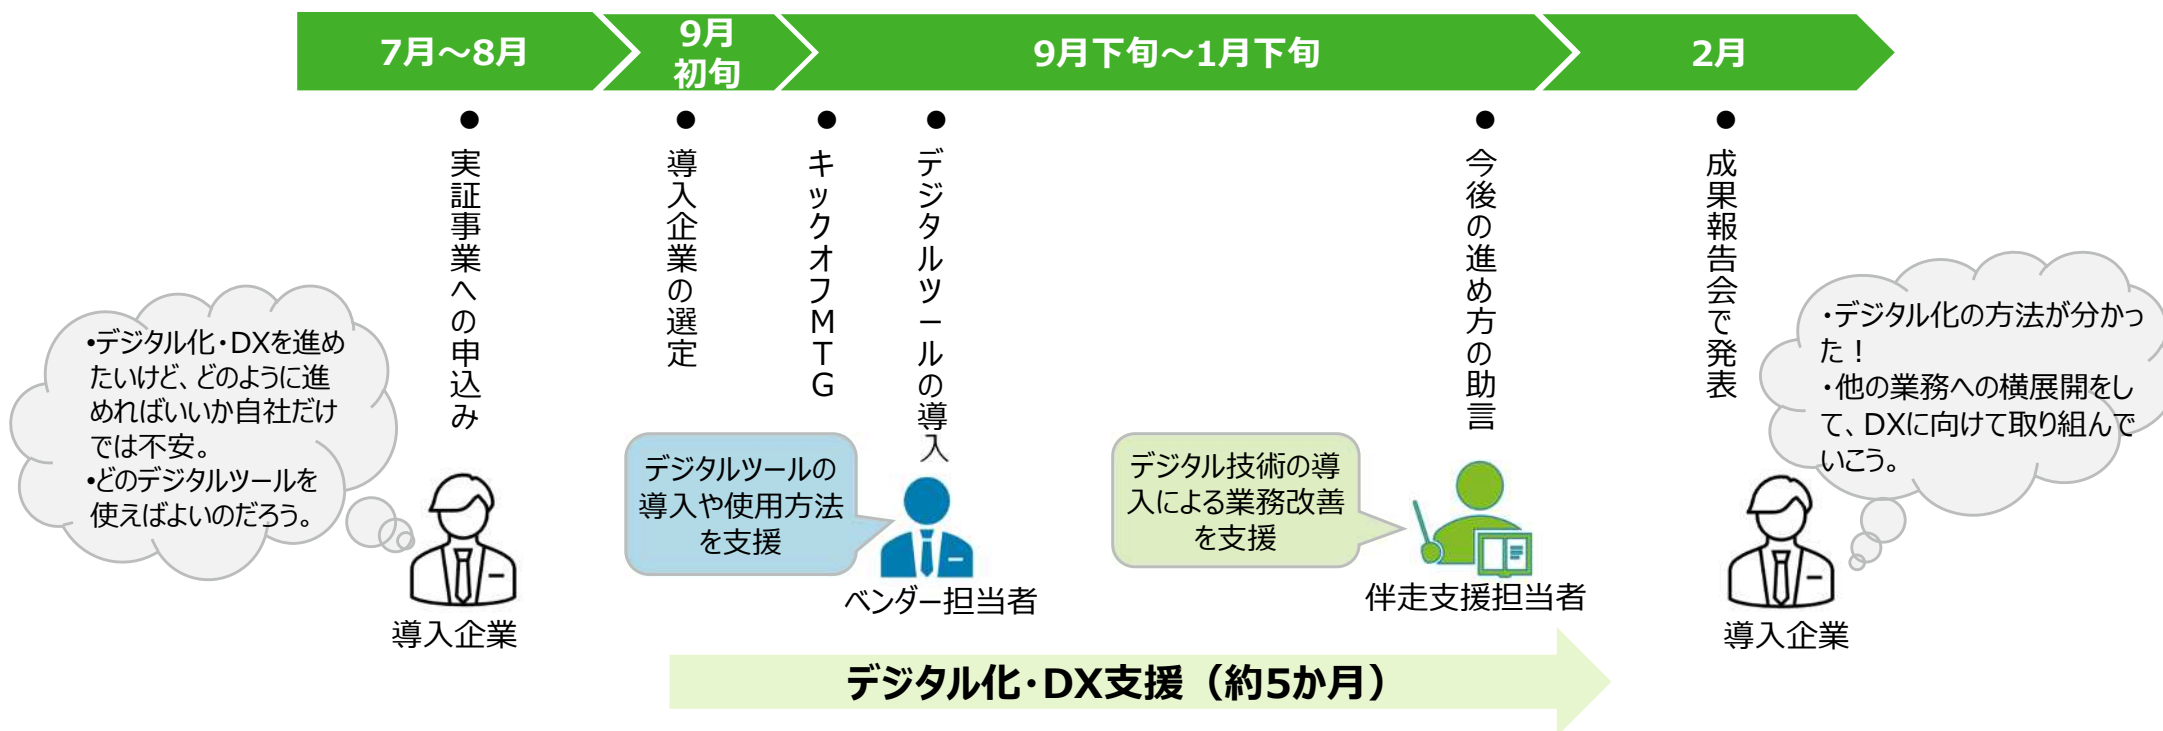 7月～8月
9月
初旬
9月下旬～1月下旬
2月
●
実証事業への申込み
●
導入企業の選定
●
キックオフMTG
●
デジタルツールの導入
●
今後の進め方の助言
●
成果報告会で発表
•デジタル化・DXを進め
たいけど、どのように進
めればいいか自社だけ
では不安。
•どのデジタルツールを
使えばよいのだろう。
導入企業
デジタルツールの
導入や使用方法
を支援
ベンダー担当者
デジタル技術の導
入による業務改善
を支援
伴走支援担当者
・デジタル化の方法が分かっ
た！
・他の業務への横展開をし
て、DXに向けて取り組んで
いこう。
導入企業
デジタル化・DX支援（約5か月）